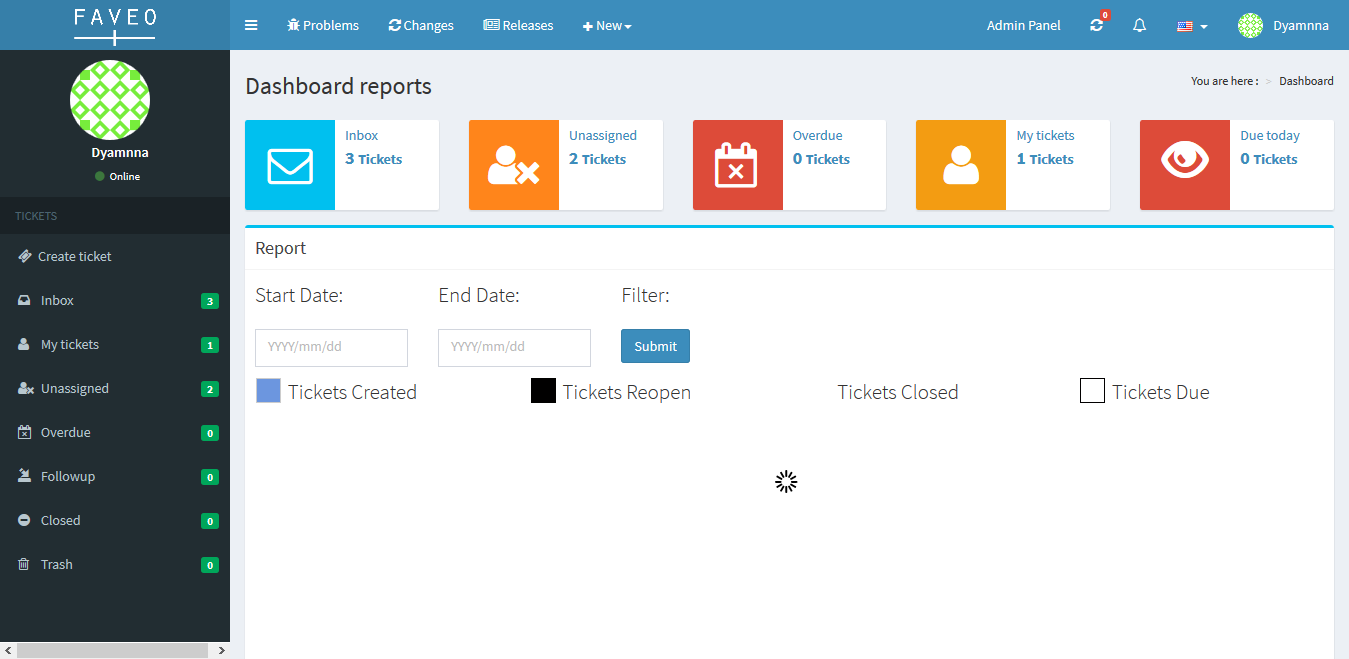 FAVEO
Problems
Changes
Releases
New
Admin Panel
0
Dyamnna
Dyamnna
Online
TICKETS
Create ticket
Inbox 3
My tickets 1
Unassigned 2
Overdue 0
Followup 0
Closed 0
Trash 0
Dashboard reports
You are here : > Dashboard
Inbox
3 Tickets
Unassigned
2 Tickets
Overdue
0 Tickets
My tickets
1 Tickets
Due today
0 Tickets
Report
Start Date:
End Date:
Filter:
YYYY/mm/dd
YYYY/mm/dd
Submit
Tickets Created
Tickets Reopen
Tickets Closed
Tickets Due